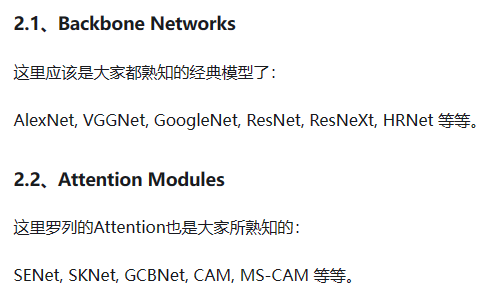 2.1、Backbone Networks
这里应该是大家都熟知的经典模型了：
AlexNet, VGGNet, GoogleNet, ResNet, ResNeXt, HRNet 等等。
2.2、Attention Modules
这里罗列的Attention也是大家所熟知的：
SENet, SKNet, GCBNet, CAM, MS-CAM 等等。